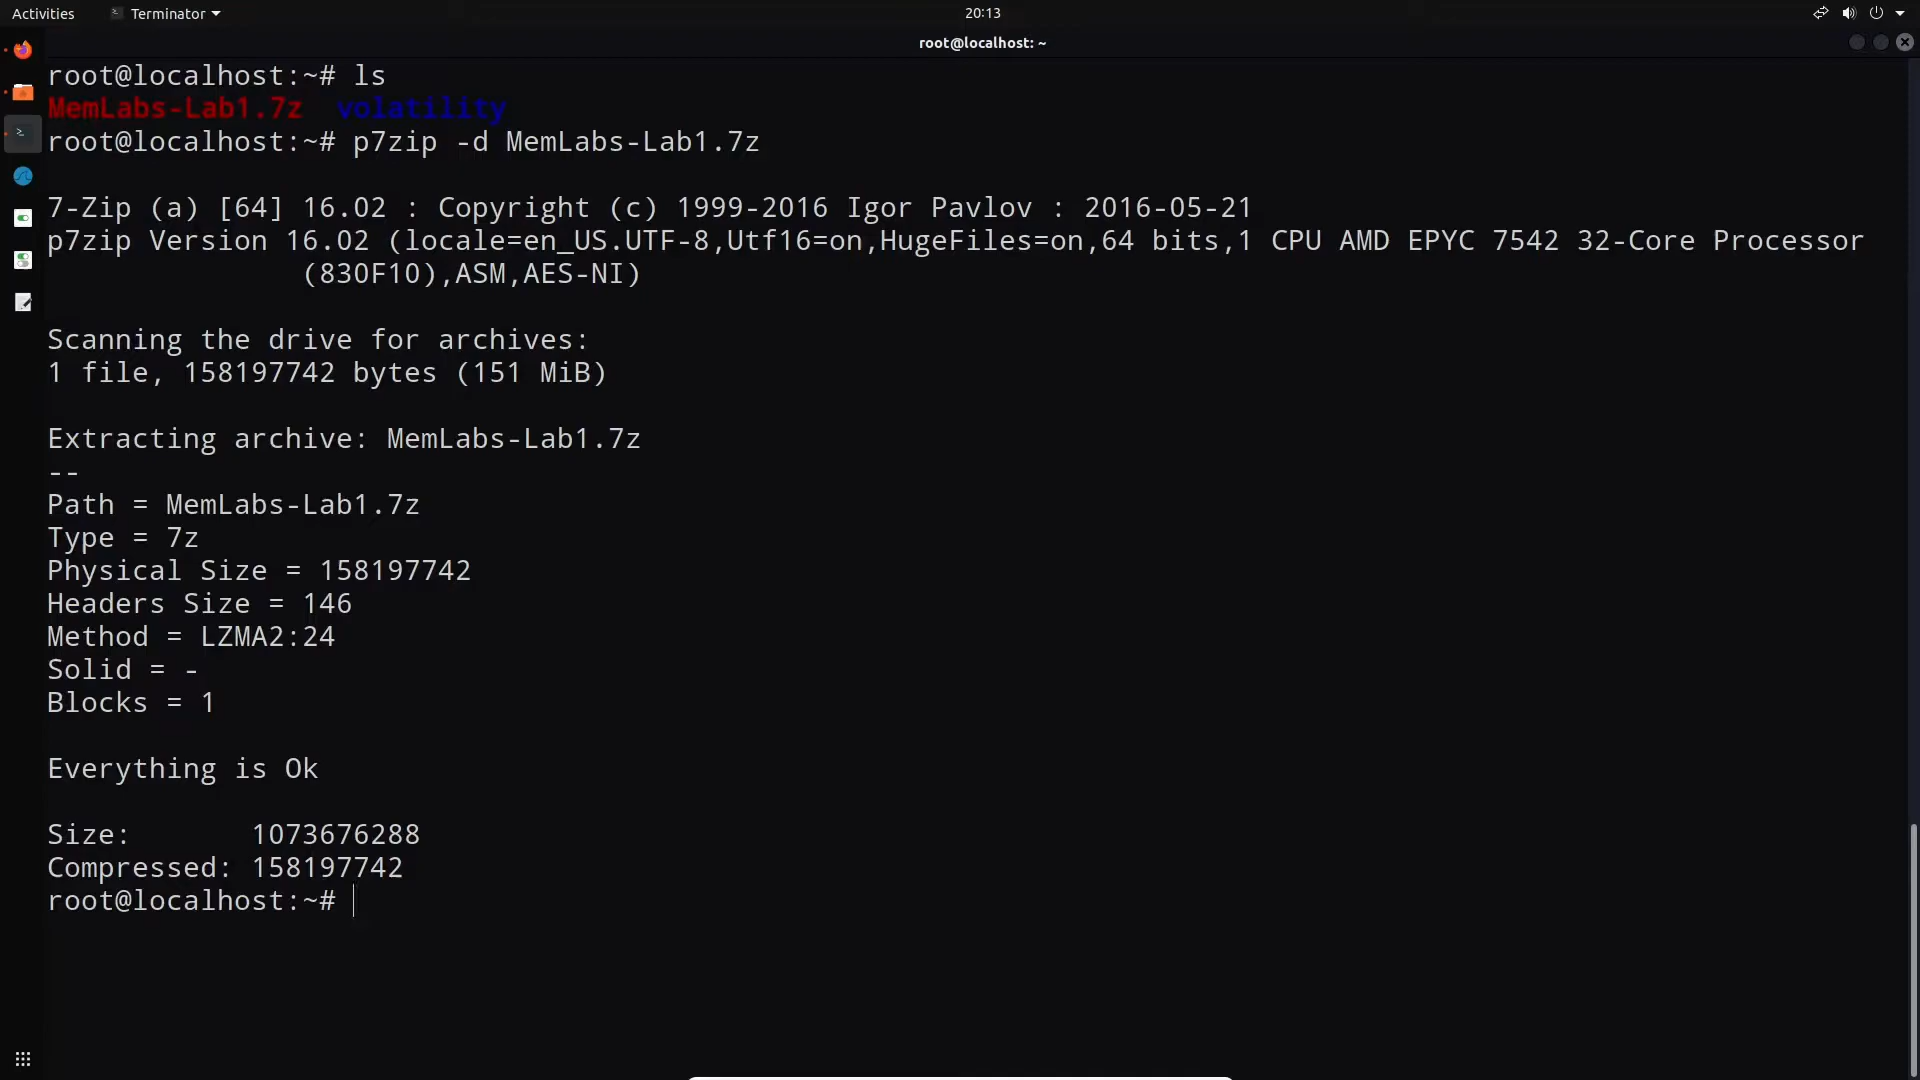 Activities Terminator 20:13
root@localhost: ~
root@localhost:~# ls
MemLabs-Lab1.7z volatility
root@localhost:~# p7zip -d MemLabs-Lab1.7z
7-Zip (a) [64] 16.02 : Copyright (c) 1999-2016 Igor Pavlov : 2016-05-21
p7zip Version 16.02 (locale=en_US.UTF-8,Utf16=on,HugeFiles=on,64 bits,1 CPU AMD EPYC 7542 32-Core Processor
(830F10),ASM,AES-NI)
Scanning the drive for archives:
1 file, 158197742 bytes (151 MiB)
Extracting archive: MemLabs-Lab1.7z
--
Path = MemLabs-Lab1.7z
Type = 7z
Physical Size = 158197742
Headers Size = 146
Method = LZMA2:24
Solid = -
Blocks = 1
Everything is Ok
Size: 1073676288
Compressed: 158197742
root@localhost:~#